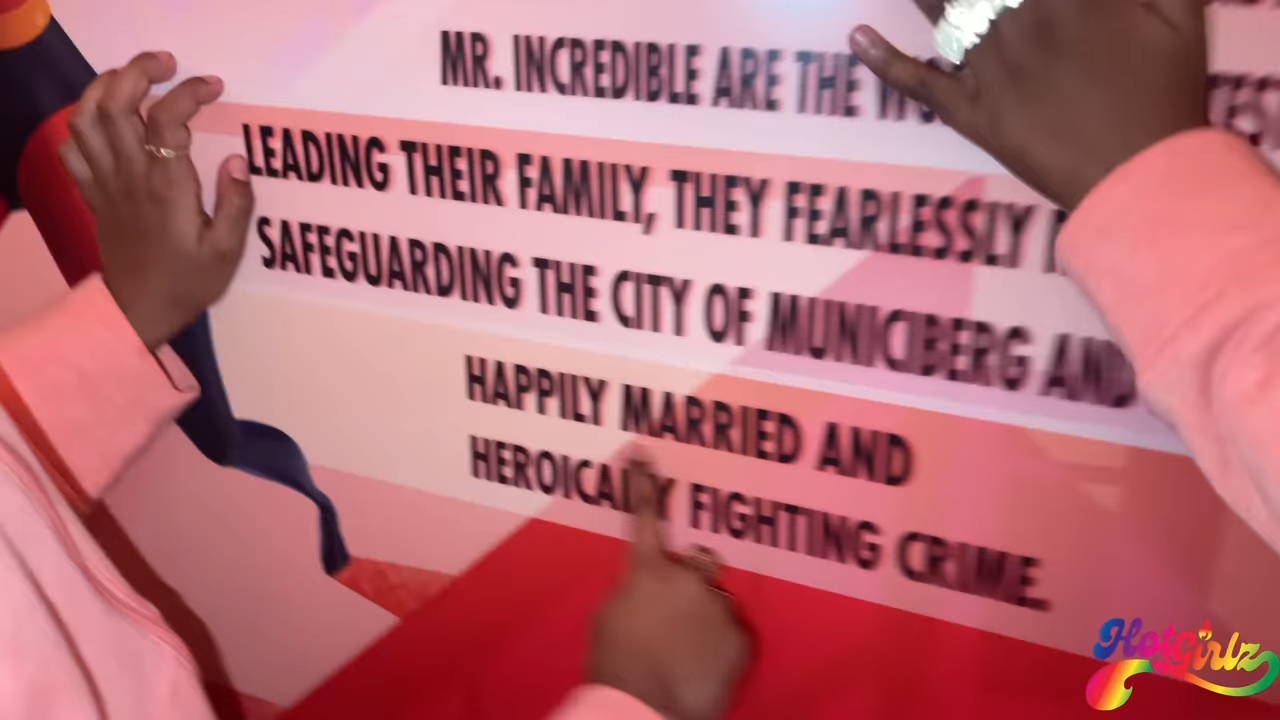 MR. INCREDIBLE ARE THE
LEADING THEIR FAMILY, THEY FEARLESSLY
SAFEGUARDING THE CITY OF MUNICIBERG AND
HAPPILY MARRIED AND
HEROICALLY FIGHTING CRIME.
Hotgirlz